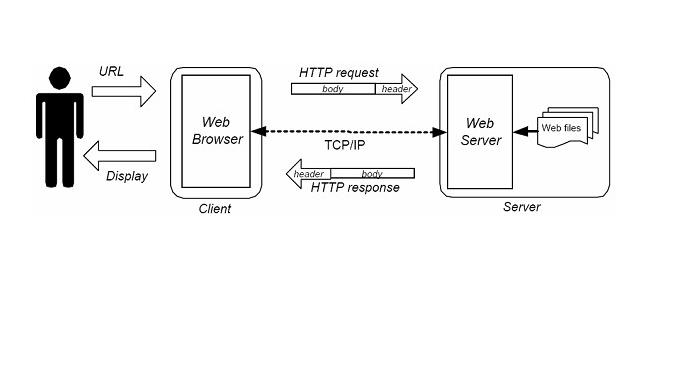 URL
Display
Web
Browser
Client
HTTP request
body header
TCP/IP
header body
HTTP response
Web
Server
Web files
Server